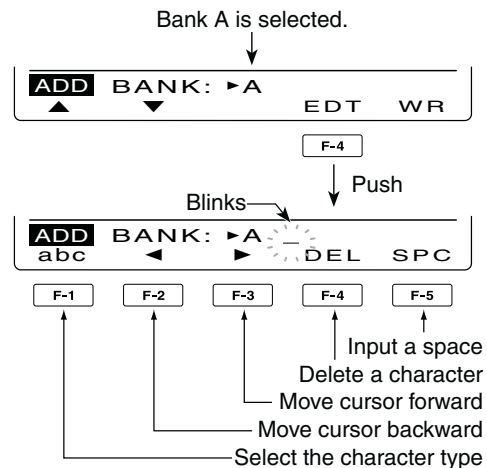 Bank A is selected.
ADD BANK: ►A
▲ ▼ EDT WR
F-4
Push
Blinks
ADD BANK: ►A _
abc ◄ ► DEL SPC
F-1 F-2 F-3 F-4 F-5
Input a space
Delete a character
Move cursor forward
Move cursor backward
Select the character type